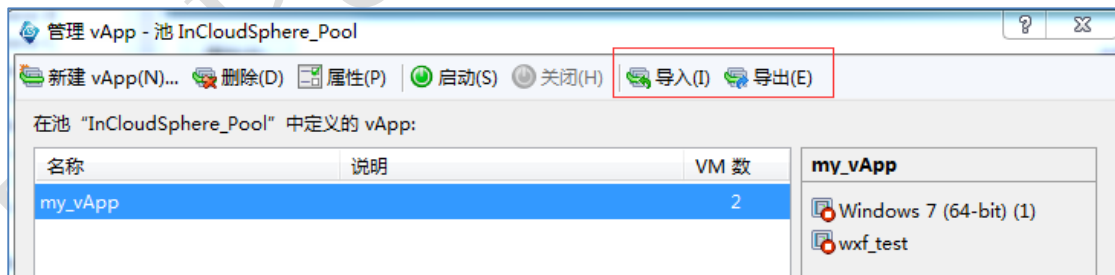 管理 vApp - 池 InCloudSphere_Pool
新建 vApp(N)... 删除(D) 属性(P) 启动(S) 关闭(H) 导入(I) 导出(E)
在池“InCloudSphere_Pool”中定义的 vApp:
名称 说明 VM 数 my_vApp
my_vApp 2 Windows 7 (64-bit) (1)
wxf_test